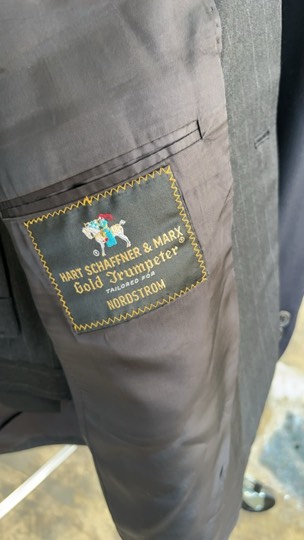 ®
HART SCHAFFNER & MARX
Gold Trumpeter®
TAILORED FOR
NORDSTROM